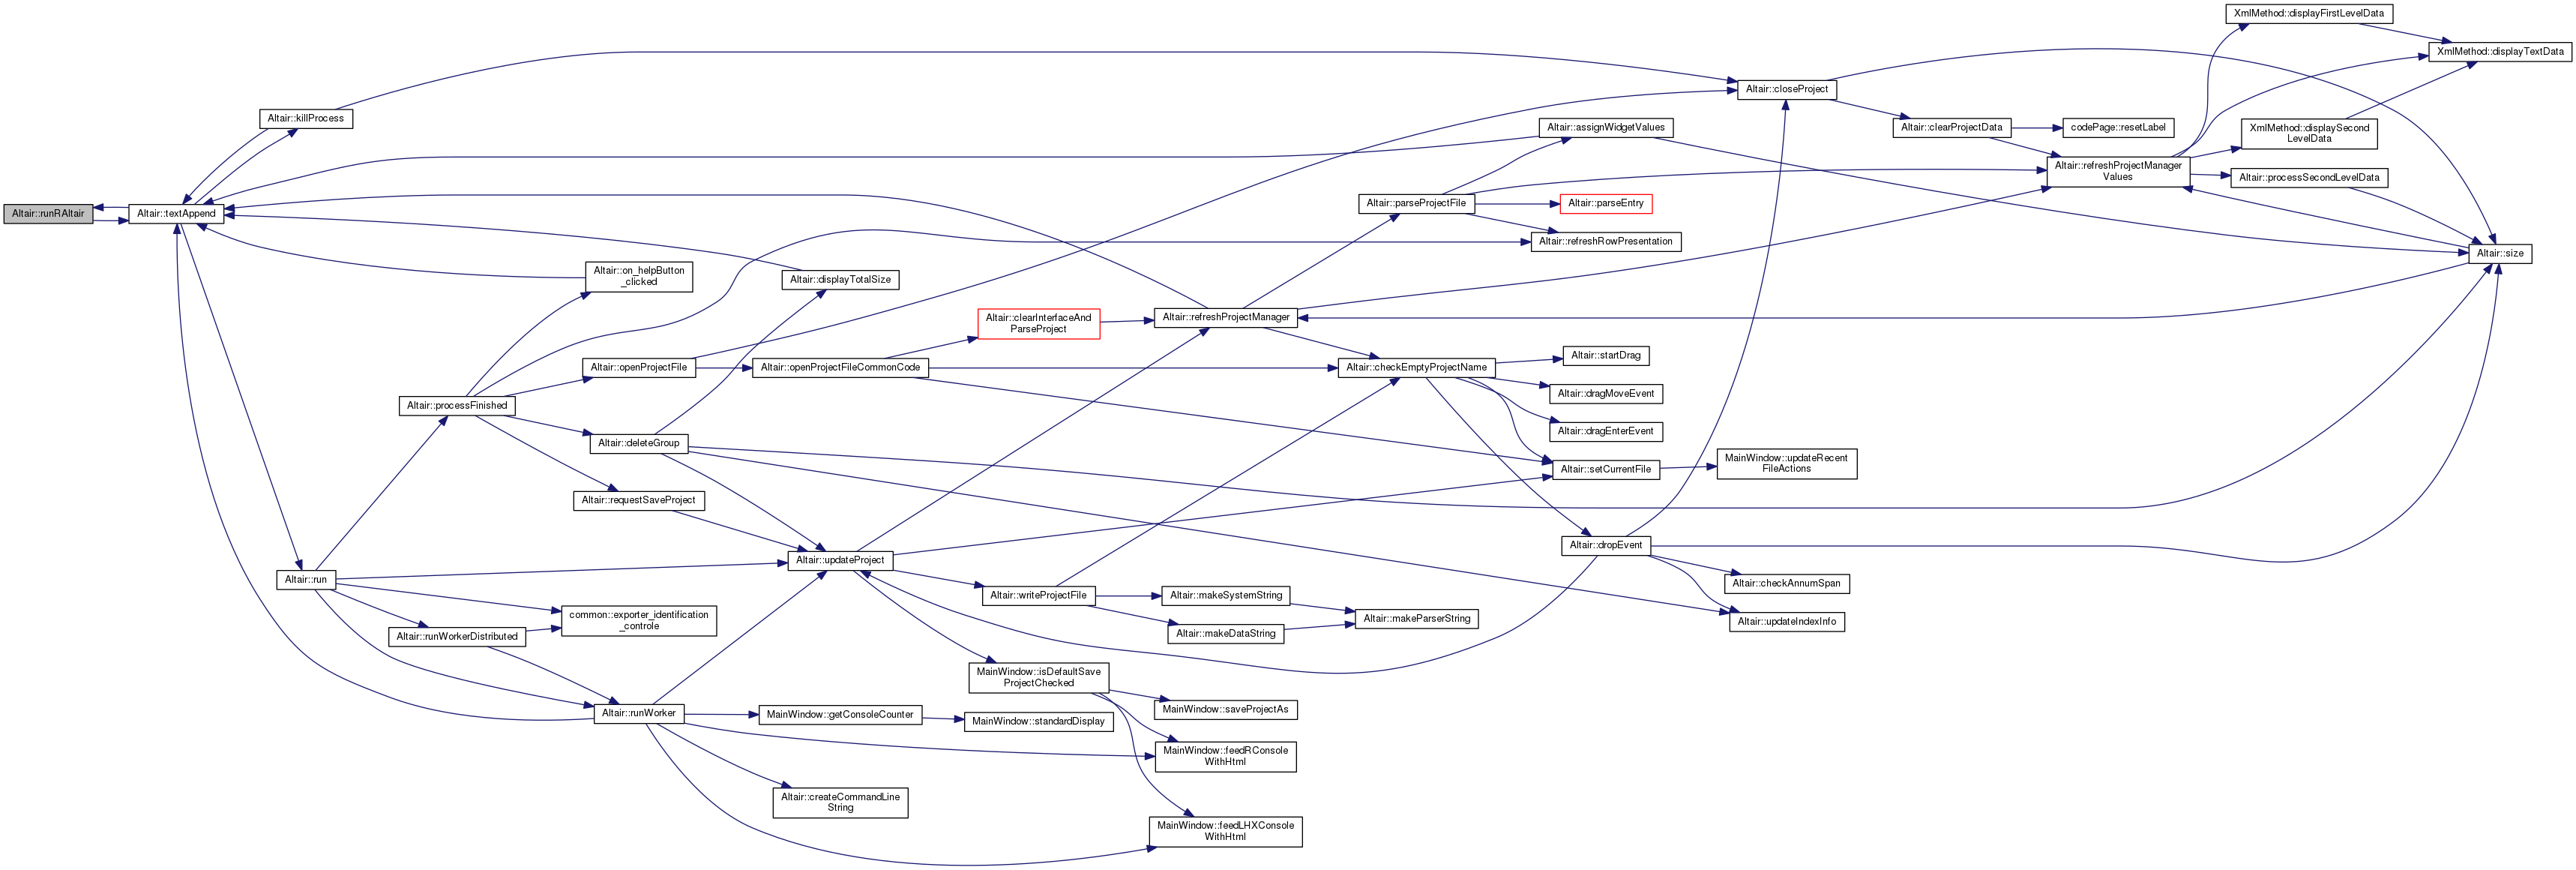 XmlMethod::displayFirstLevelData
XmlMethod::displayTextData
Altair::closeProject
Altair::killProcess
Altair::assignWidgetValues
Altair::clearProjectData
codePage::resetLabel
XmlMethod::displaySecond
LevelData
Altair::refreshProjectManager
Values
Altair::processSecondLevelData
Altair::runRAltair
Altair::textAppend
Altair::parseProjectFile
Altair::parseEntry
Altair::refreshRowPresentation
Altair::size
Altair::on_helpButton
_clicked
Altair::displayTotalSize
Altair::clearInterfaceAnd
ParseProject
Altair::refreshProjectManager
Altair::openProjectFile
Altair::openProjectFileCommonCode
Altair::checkEmptyProjectName
Altair::startDrag
Altair::dragMoveEvent
Altair::processFinished
Altair::dragEnterEvent
Altair::deleteGroup
Altair::setCurrentFile
MainWindow::updateRecent
FileActions
Altair::requestSaveProject
Altair::dropEvent
Altair::updateProject
Altair::run
Altair::checkAnnumSpan
Altair::writeProjectFile
Altair::makeSystemString
common::exporter_identification
_controle
Altair::makeParserString
Altair::updateIndexInfo
Altair::runWorkerDistributed
Altair::makeDataString
MainWindow::isDefaultSave
ProjectChecked
MainWindow::saveProjectAs
Altair::runWorker
MainWindow::getConsoleCounter
MainWindow::standardDisplay
MainWindow::feedRConsole
WithHtml
Altair::createCommandLine
String
MainWindow::feedLHXConsole
WithHtml